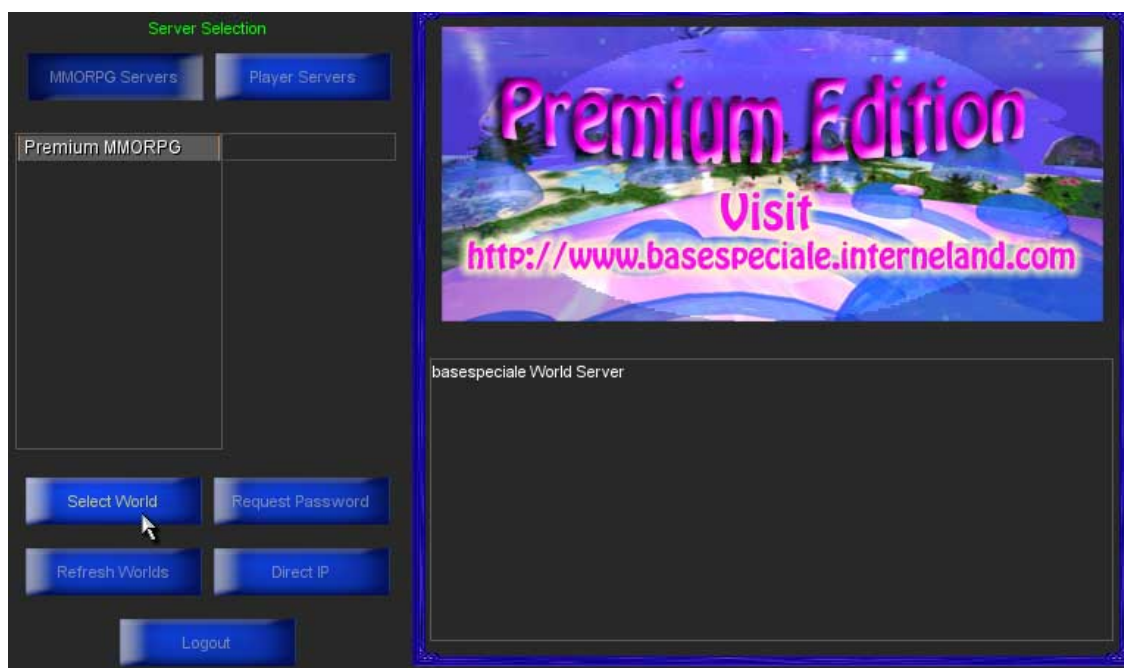 Server Selection
MMORPG Servers
Player Servers
Premium MMORPG
Select World
Request Password
Refresh Worlds
Direct IP
Logout
Premium Edition
Visit
http://www.basespeciale.interneland.com
basespeciale World Server